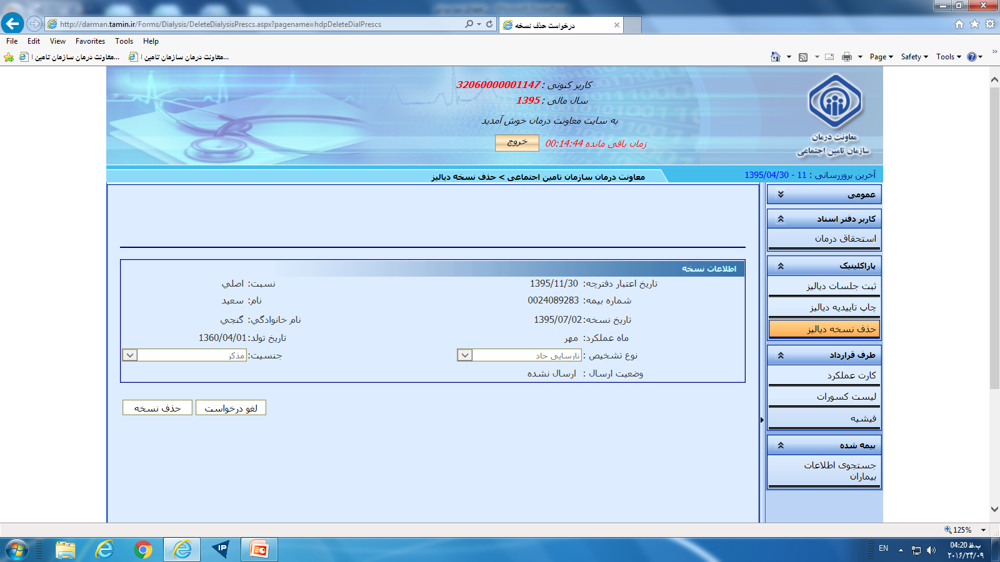 http://darman.tamin.ir/Forms/Dialysis/DeleteDialysisPrescs.aspx?pagename=hdpDeleteDialPrescs
درخواست حذف نسخه
File Edit View Favorites Tools Help
معاونت درمان سازمان تامین ا...
معاونت درمان سازمان تامین ا...
Page Safety Tools
کاربر کنونی : 32060000001147
سال مالی : 1395
به سایت معاونت درمان خوش آمدید
زمان باقی مانده 00:14:44
خروج
معاونت درمان
سازمان تامین اجتماعی
آخرین بروزرسانی : 11 - 1395/04/30
معاونت درمان سازمان تامین اجتماعی > حذف نسخه دیالیز
عمومی
کاربر دفتر اسناد
استحقاق درمان
پاراکلینیک
ثبت جلسات دیالیز
چاپ تاییدیه دیالیز
حذف نسخه دیالیز
طرف قرارداد
کارت عملکرد
لیست کسورات
فیشیه
بیمه شده
جستجوی اطلاعات
بیماران
اطلاعات نسخه
تاریخ اعتبار دفترچه: 1395/11/30
نسبت: اصلي
شماره بیمه: 0024089283
نام: سعید
تاریخ نسخه: 1395/07/02
نام خانوادگي: گنجي
ماه عملکرد: مهر
تاریخ تولد: 1360/04/01
نوع تشخیص : نارسایی حاد
جنسیت: مذکر
وضعیت ارسال : ارسال نشده
لغو درخواست
حذف نسخه
125%
IP
EN
04:20 ب.ظ
۲۰۱۶/۲۴/۰۹